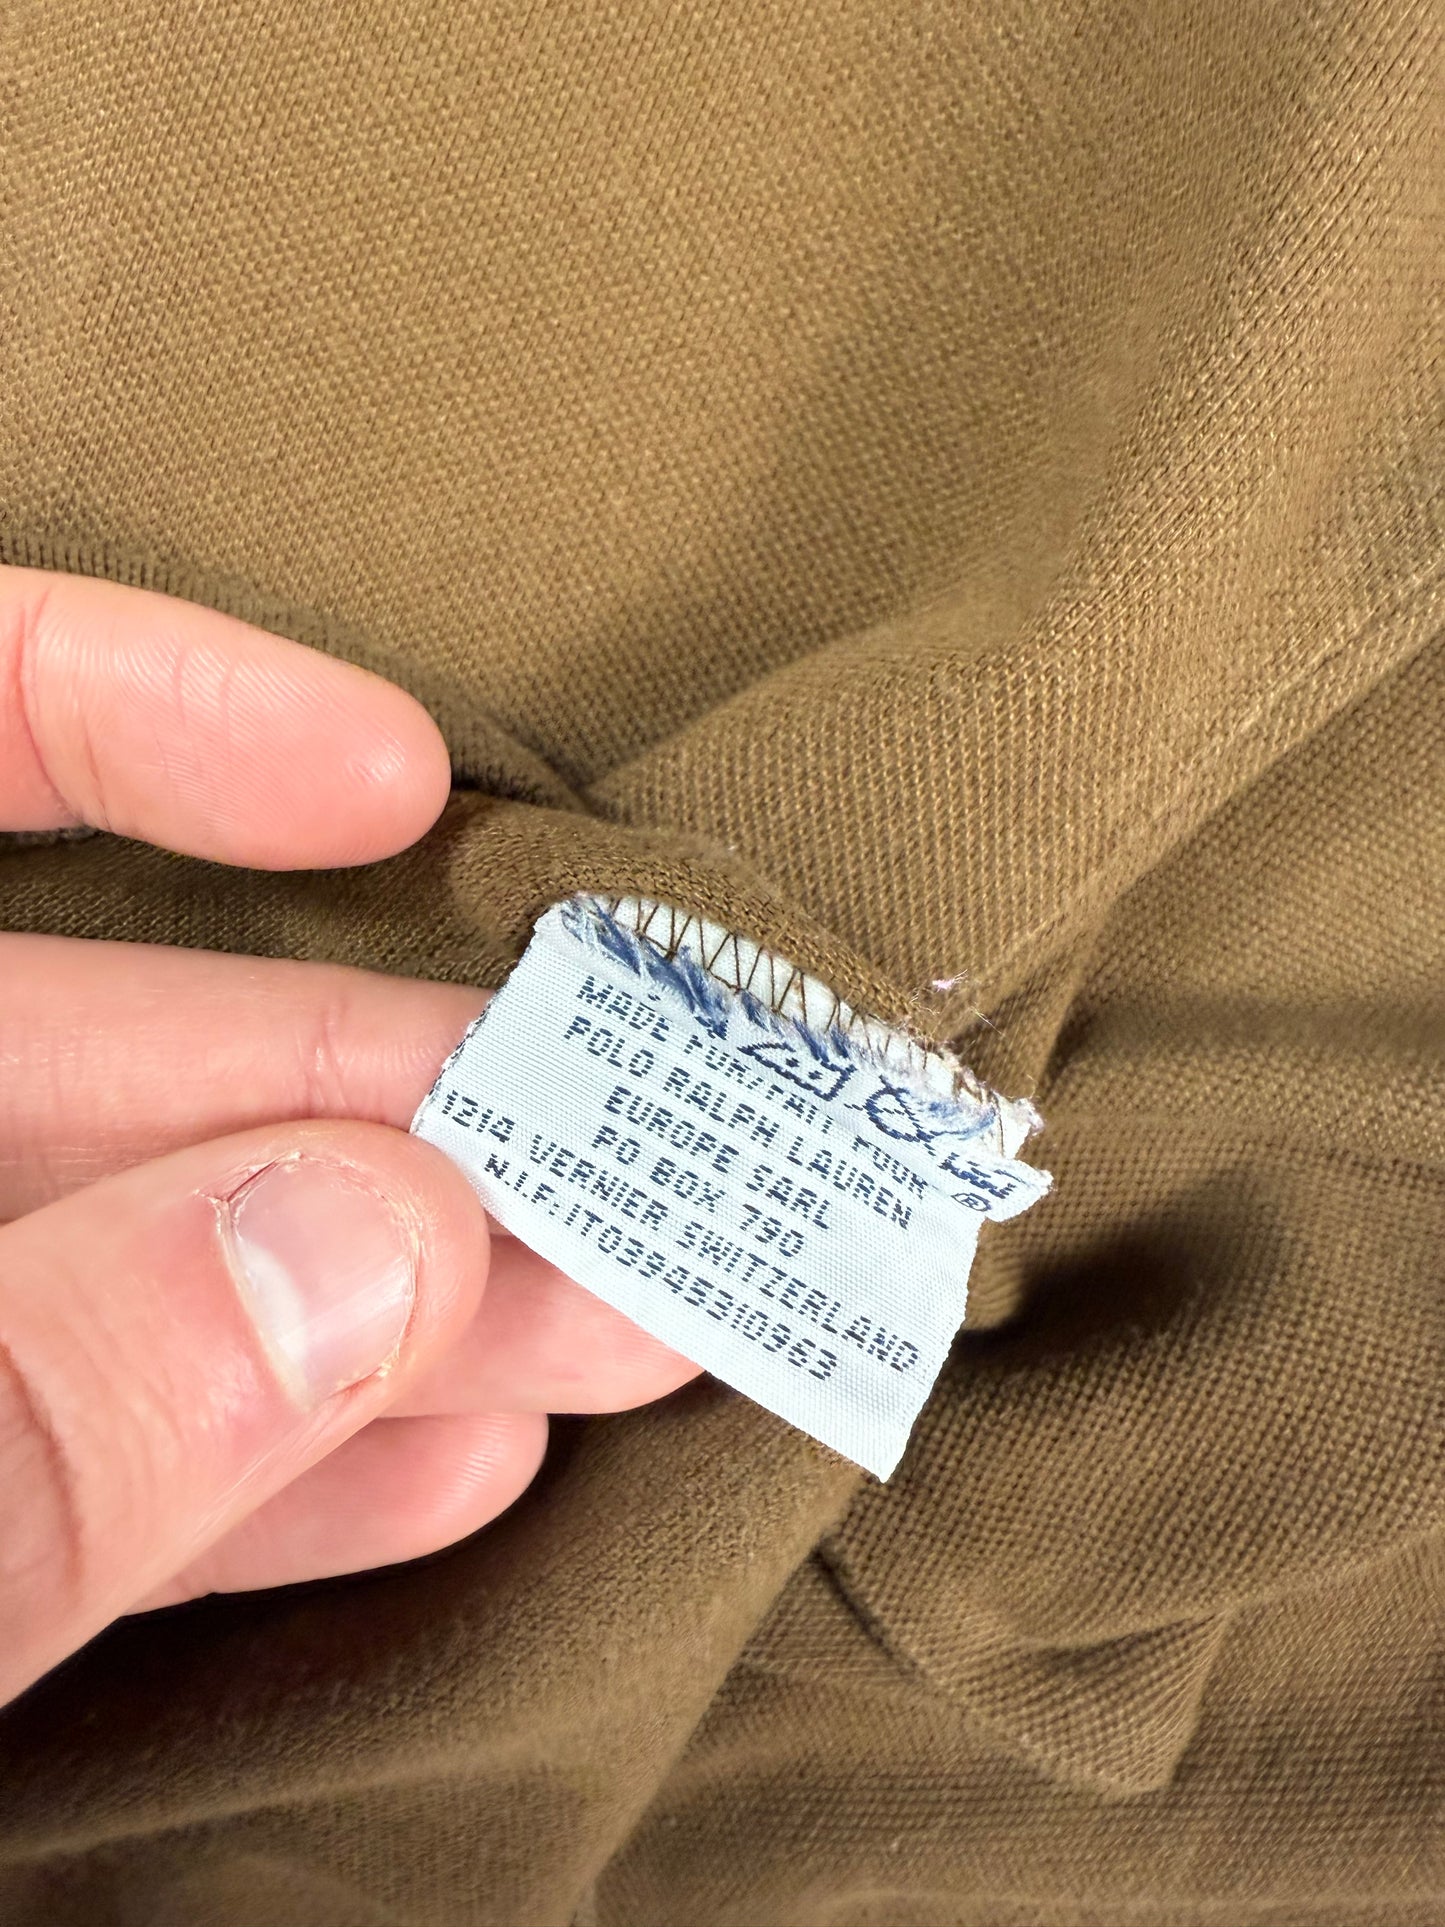 MADE FOR/FAIT POUR
POLO RALPH LAUREN
EUROPE SARL
PO BOX 790
1214 VERNIER SWITZERLAND
N.I.F:IT03945310963
®